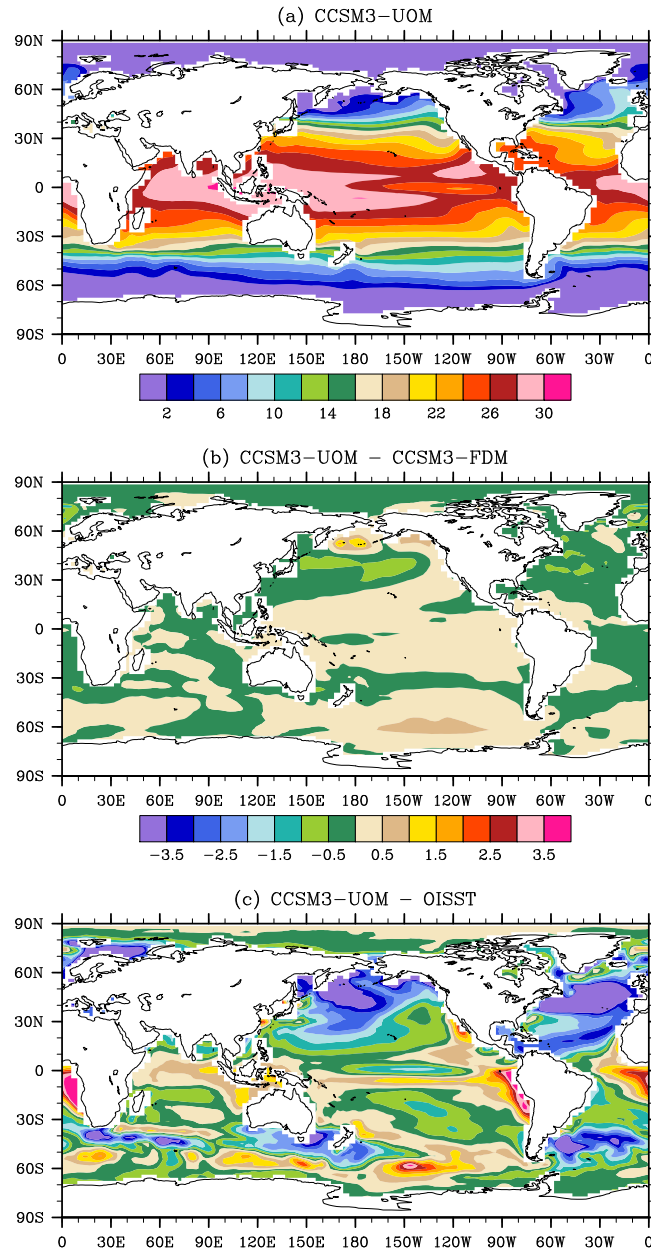 (a) CCSM3-UOM
90N
60N
30N
0
30S
60S
90S
0 30E 60E 90E 120E 150E 180 150W 120W 90W 60W 30W 0
2 6 10 14 18 22 26 30
(b) CCSM3-UOM - CCSM3-FDM
90N
60N
30N
0
30S
60S
90S
0 30E 60E 90E 120E 150E 180 150W 120W 90W 60W 30W 0
-3.5 -2.5 -1.5 -0.5 0.5 1.5 2.5 3.5
(c) CCSM3-UOM - OISST
90N
60N
30N
0
30S
60S
90S
0 30E 60E 90E 120E 150E 180 150W 120W 90W 60W 30W 0